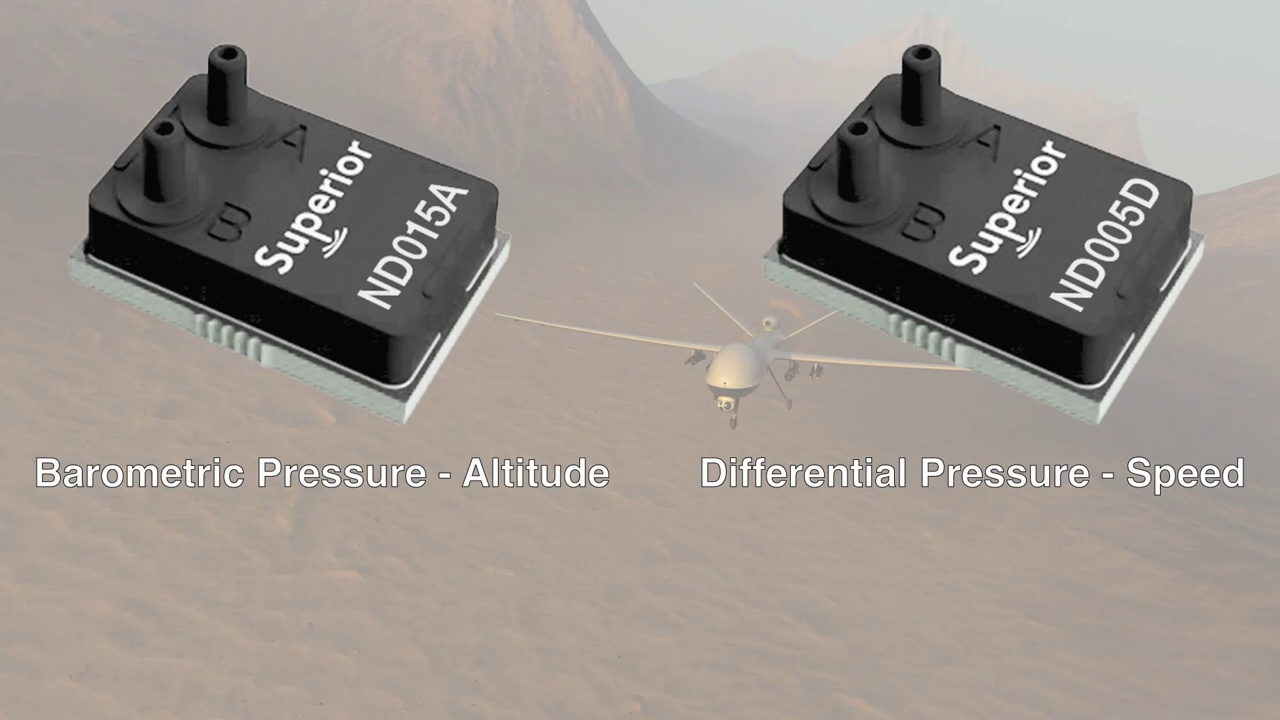 A
B
Superior
ND015A
A
B
Superior
ND005D
Barometric Pressure - Altitude
Differential Pressure - Speed